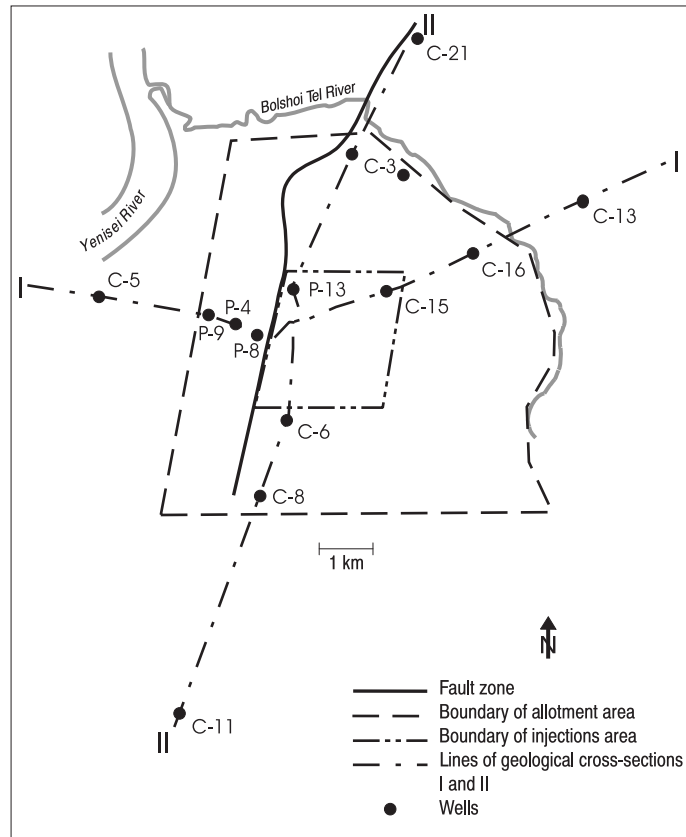 II
C-21
Bolshoi Tel River
C-3
I
C-13
Yenisei River
C-16
C-5
I
P-13
C-15
P-4
P-9
P-8
C-6
C-8
1 km
N
C-11
II
Fault zone
Boundary of allotment area
Boundary of injections area
Lines of geological cross-sections
I and II
Wells